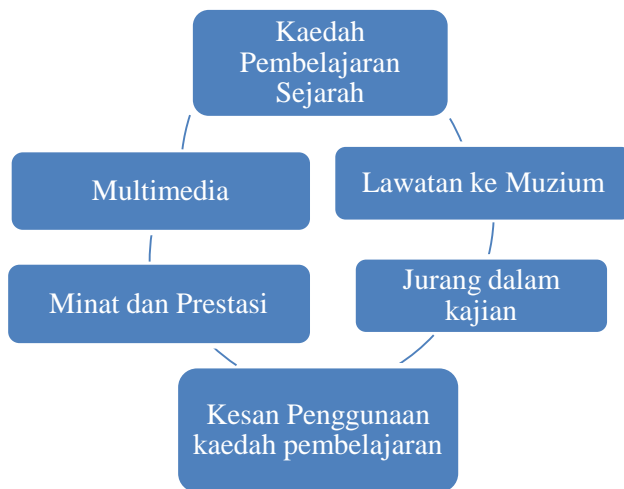 Kaedah
Pembelajaran
Sejarah
Multimedia
Lawatan ke Muzium
Minat dan Prestasi
Jurang dalam
kajian
Kesan Penggunaan
kaedah pembelajaran